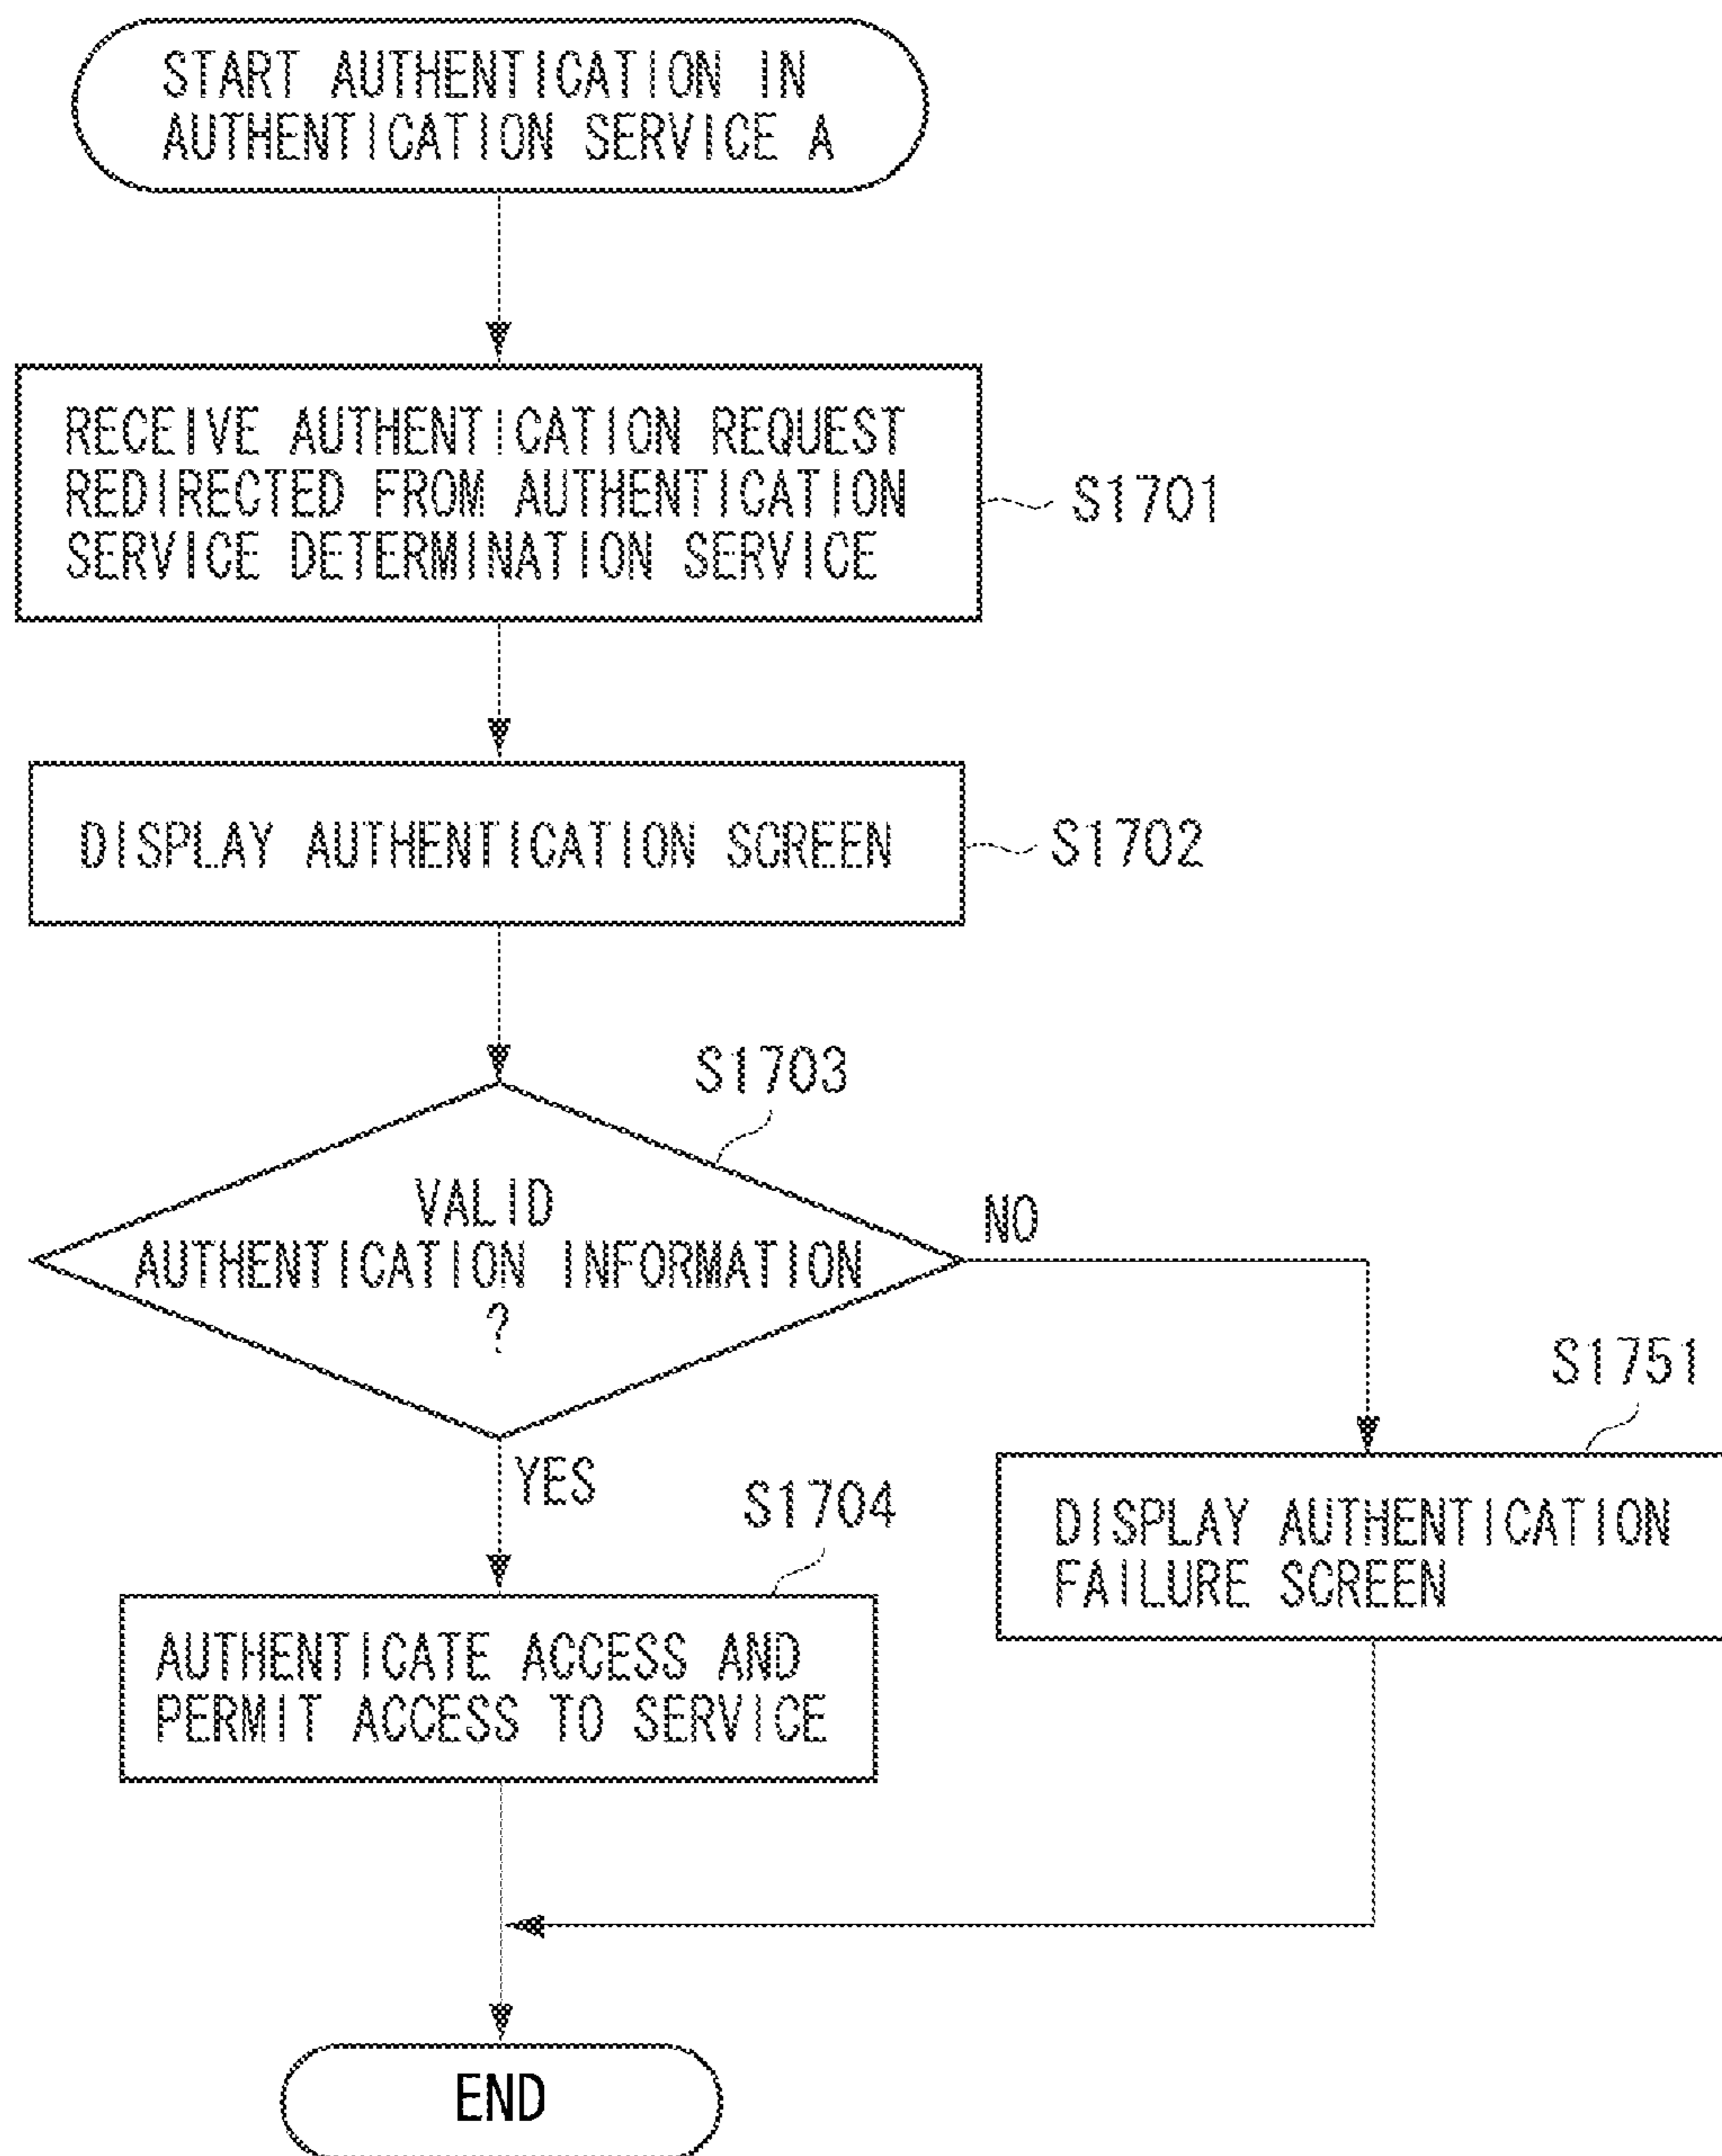 START AUTHENTICATION IN
AUTHENTICATION SERVICE A
RECEIVE AUTHENTICATION REQUEST
REDIRECTED FROM AUTHENTICATION
SERVICE DETERMINATION SERVICE
S1701
DISPLAY AUTHENTICATION SCREEN
S1702
S1703
VALID
AUTHENTICATION INFORMATION
?
NO
YES
S1751
DISPLAY AUTHENTICATION
FAILURE SCREEN
S1704
AUTHENTICATE ACCESS AND
PERMIT ACCESS TO SERVICE
END